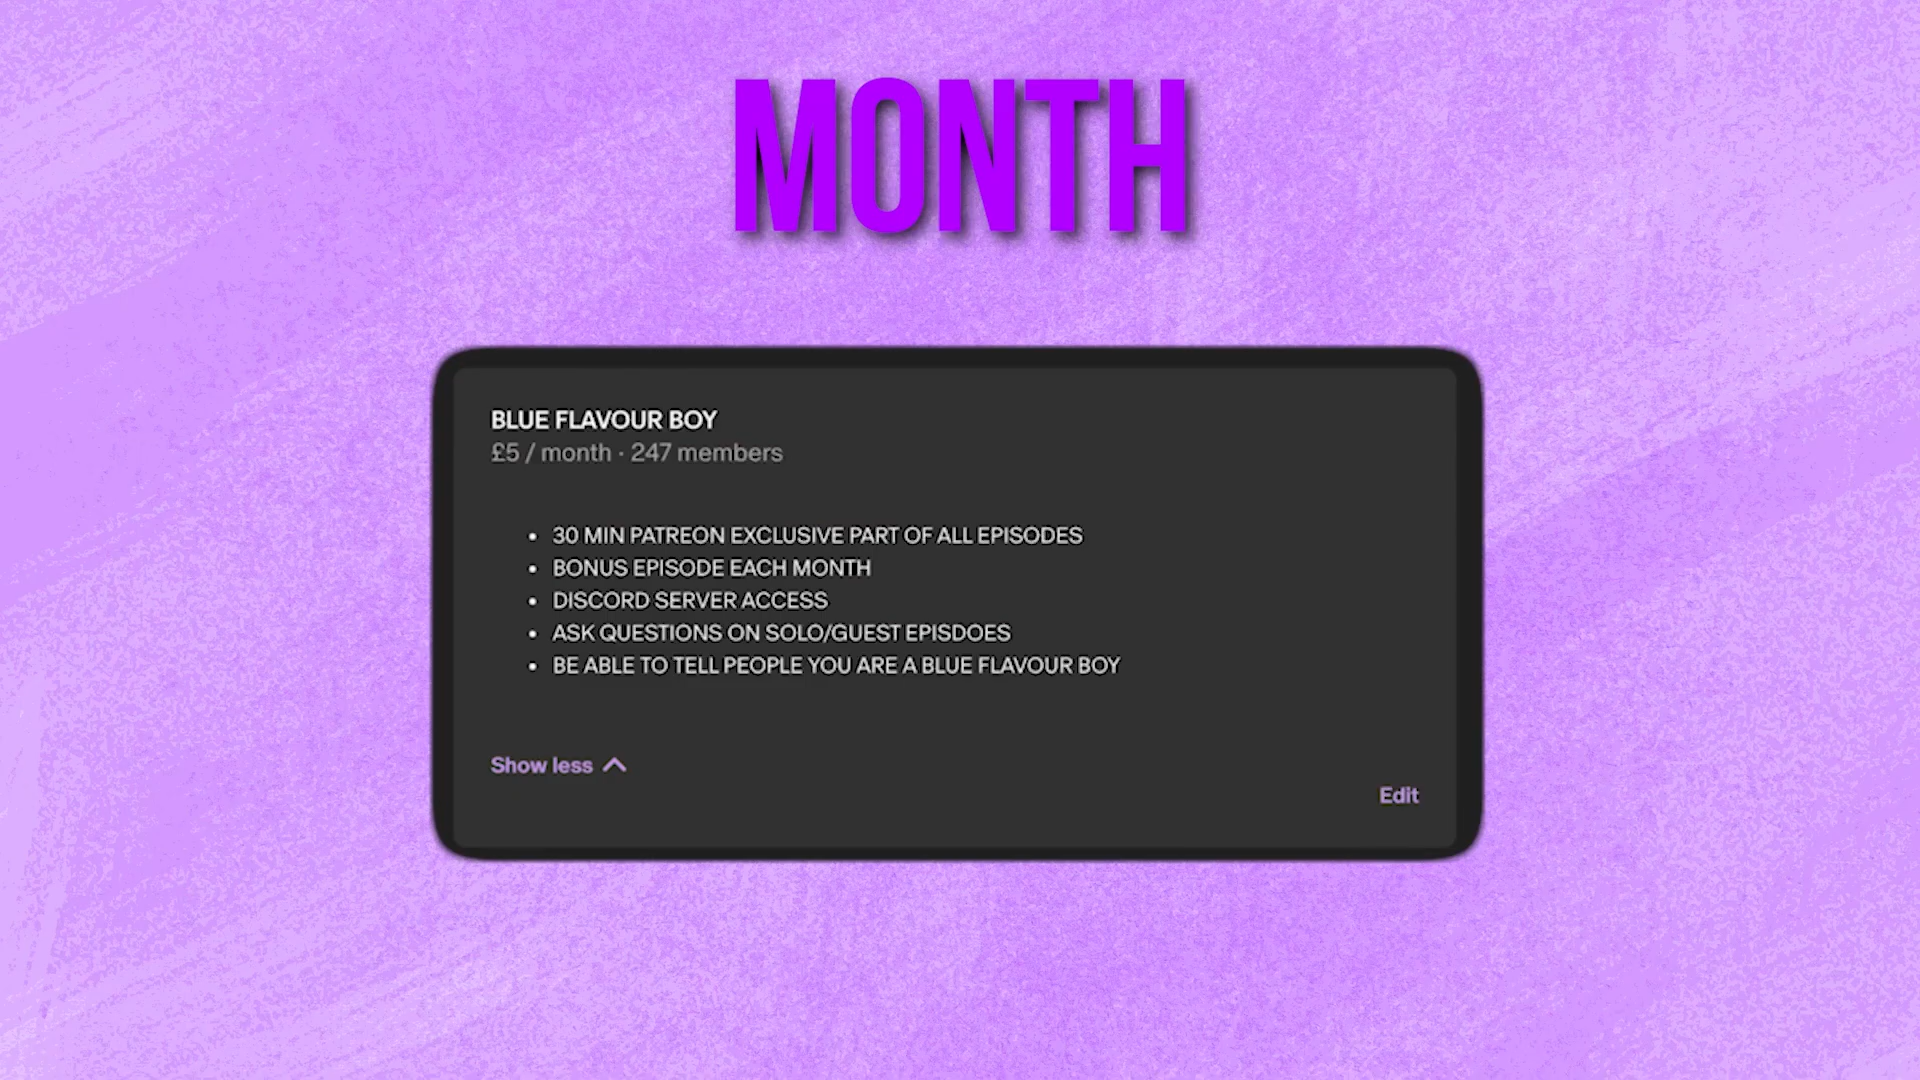 MONTH
BLUE FLAVOUR BOY
£5 / month · 247 members
• 30 MIN PATREON EXCLUSIVE PART OF ALL EPISODES
• BONUS EPISODE EACH MONTH
• DISCORD SERVER ACCESS
• ASK QUESTIONS ON SOLO/GUEST EPISDOES
• BE ABLE TO TELL PEOPLE YOU ARE A BLUE FLAVOUR BOY
Show less
Edit